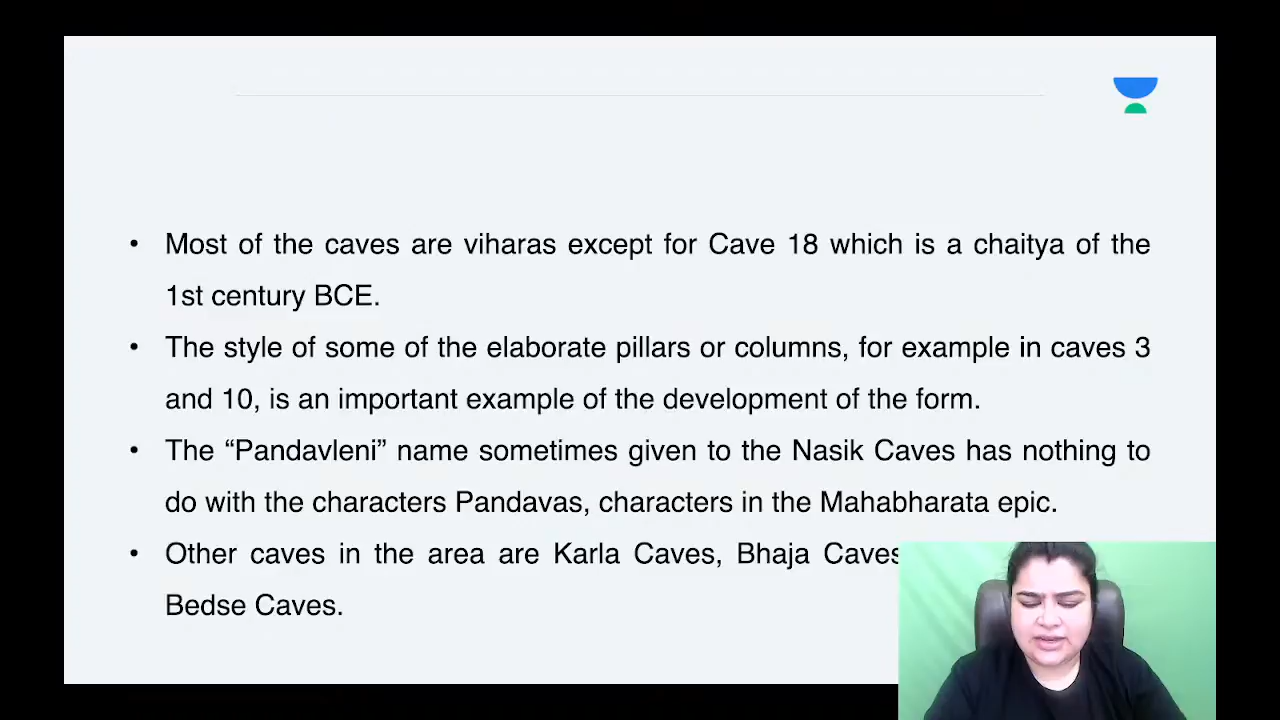 • Most of the caves are viharas except for Cave 18 which is a chaitya of the
1st century BCE.
• The style of some of the elaborate pillars or columns, for example in caves 3
and 10, is an important example of the development of the form.
• The “Pandavleni” name sometimes given to the Nasik Caves has nothing to
do with the characters Pandavas, characters in the Mahabharata epic.
• Other caves in the area are Karla Caves, Bhaja Caves
Bedse Caves.